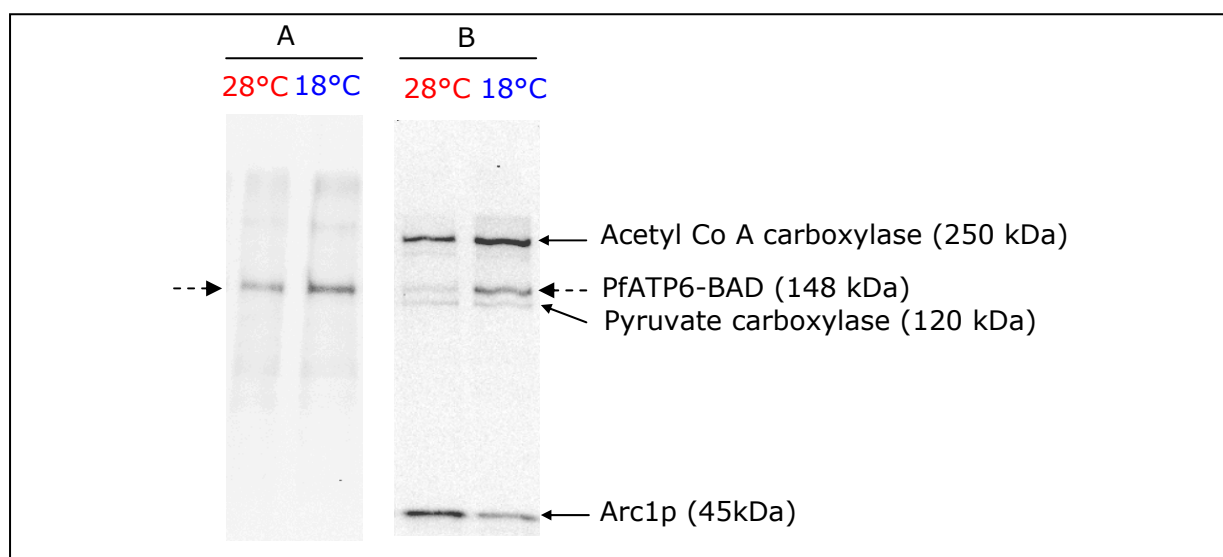 A B
28°C 18°C 28°C 18°C
Acetyl Co A carboxylase (250 kDa)
PfATP6-BAD (148 kDa)
Pyruvate carboxylase (120 kDa)
Arc1p (45kDa)